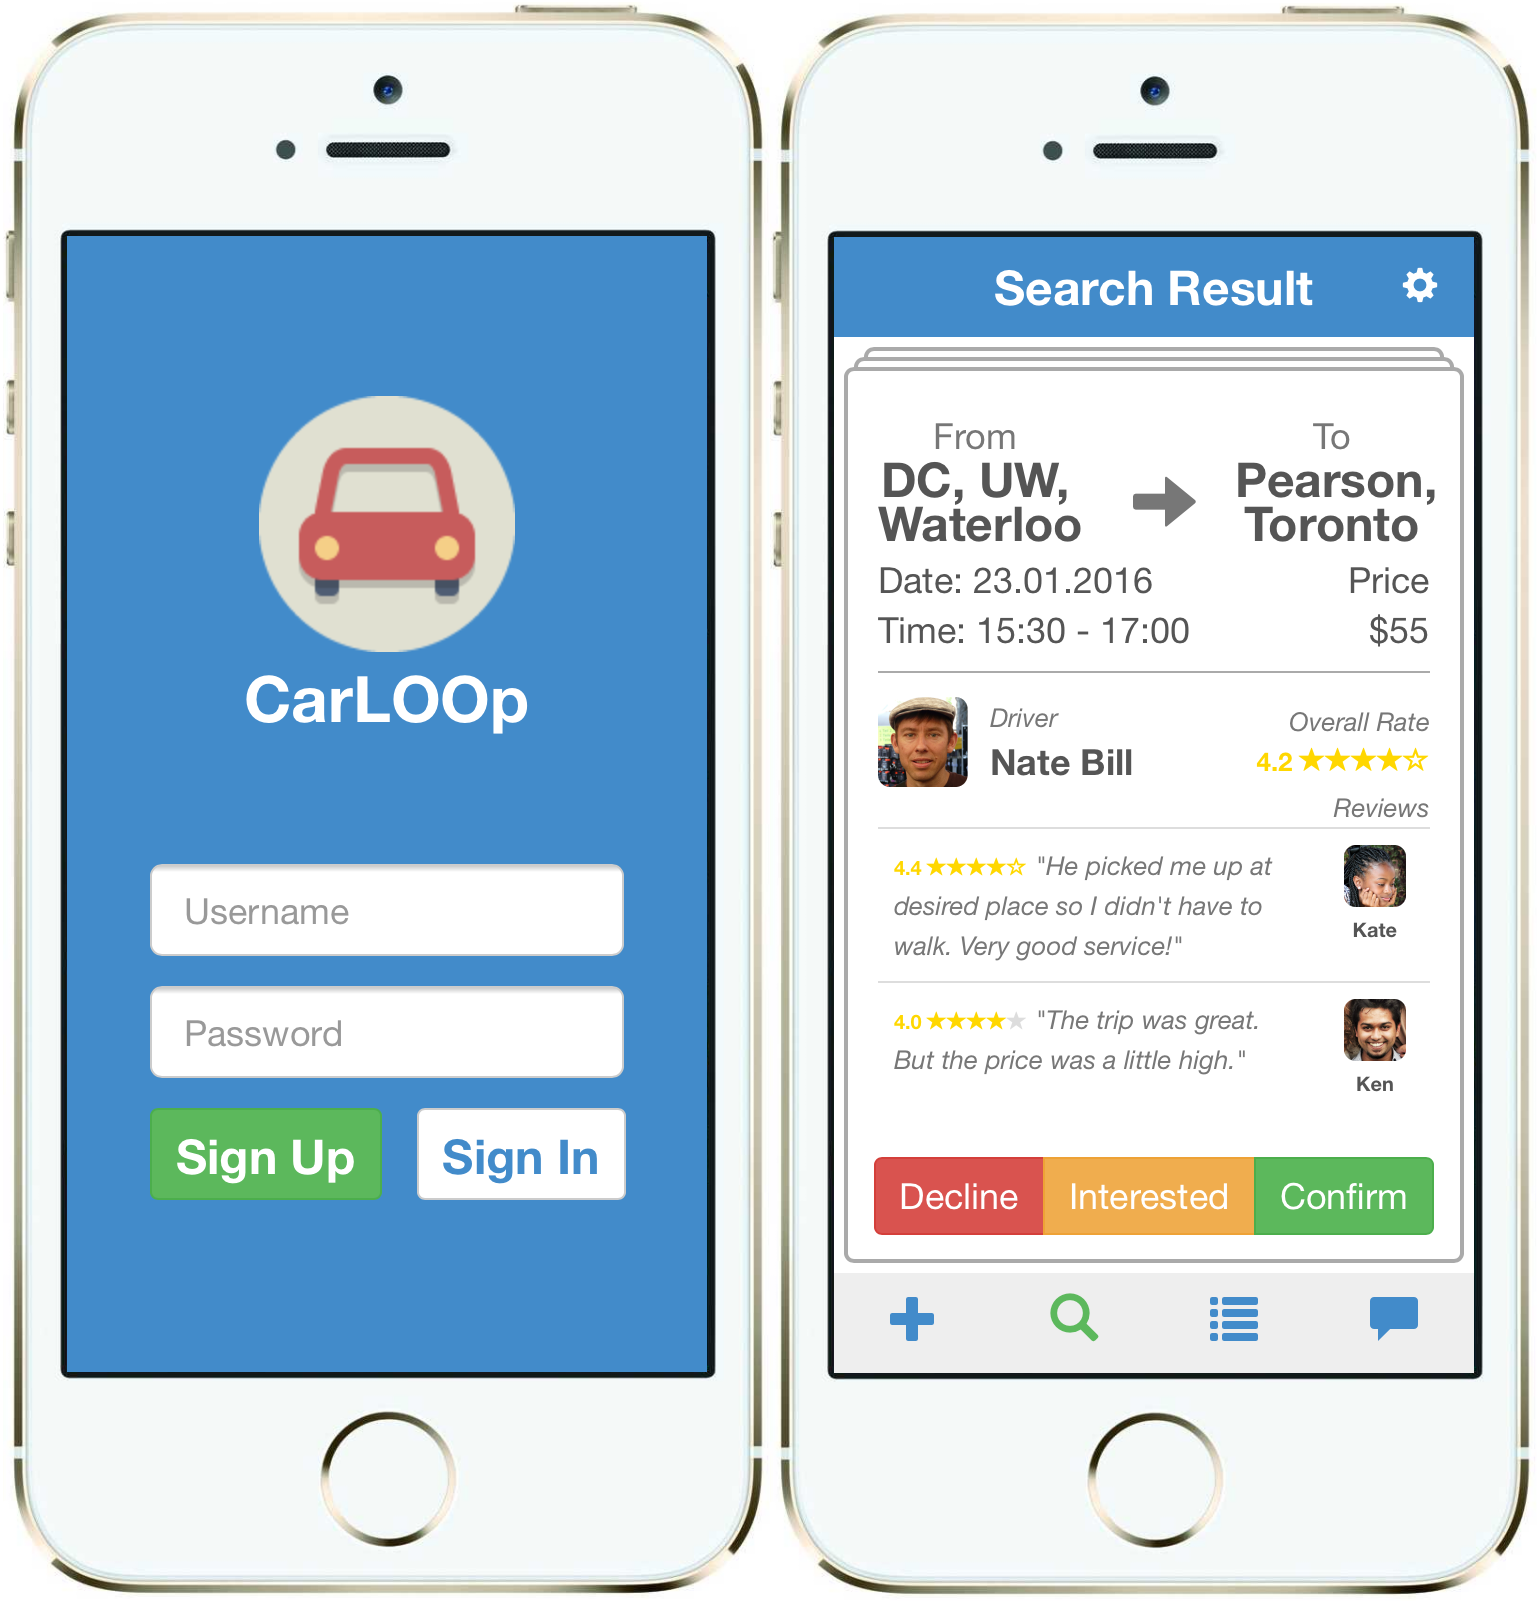 CarLOOp
Username
Password
Sign Up
Sign In
Search Result
From
DC, UW,
Waterloo
To
Pearson,
Toronto
Date: 23.01.2016
Price
Time: 15:30 - 17:00
$55
Driver
Nate Bill
Overall Rate
4.2 ★★★★☆
Reviews
4.4 ★★★★☆ "He picked me up at
desired place so I didn't have to
walk. Very good service!"
Kate
4.0 ★★★★★ "The trip was great.
But the price was a little high."
Ken
Decline
Interested
Confirm